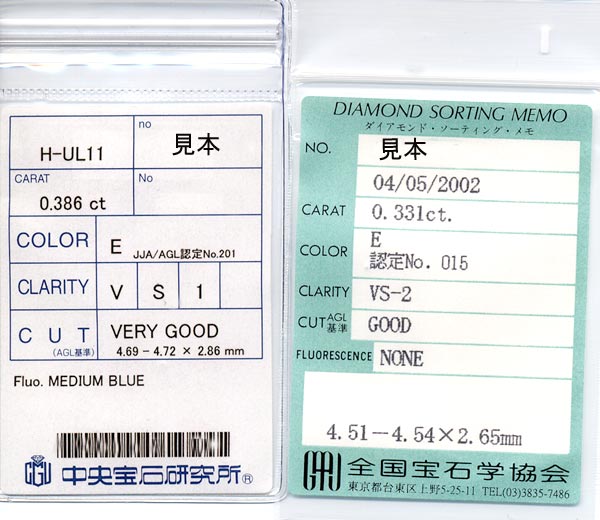 no
H-UL11 見本
CARAT No
0.386 ct
COLOR E JJA/AGL認定No.201
CLARITY V S 1
CUT VERY GOOD
(AGL基準) 4.69 - 4.72 × 2.86 mm
Fluo. MEDIUM BLUE
CGL 中央宝石研究所®
DIAMOND SORTING MEMO
ダイアモンド・ソーティング・メモ
NO. 見本
04/05/2002
CARAT 0.331ct.
COLOR E
認定No. 015
CLARITY VS-2
CUT AGL基準 GOOD
FLUORESCENCE NONE
4.51-4.54×2.65mm
全国宝石学協会
東京都台東区上野5-25-11 TEL(03)3835-7486